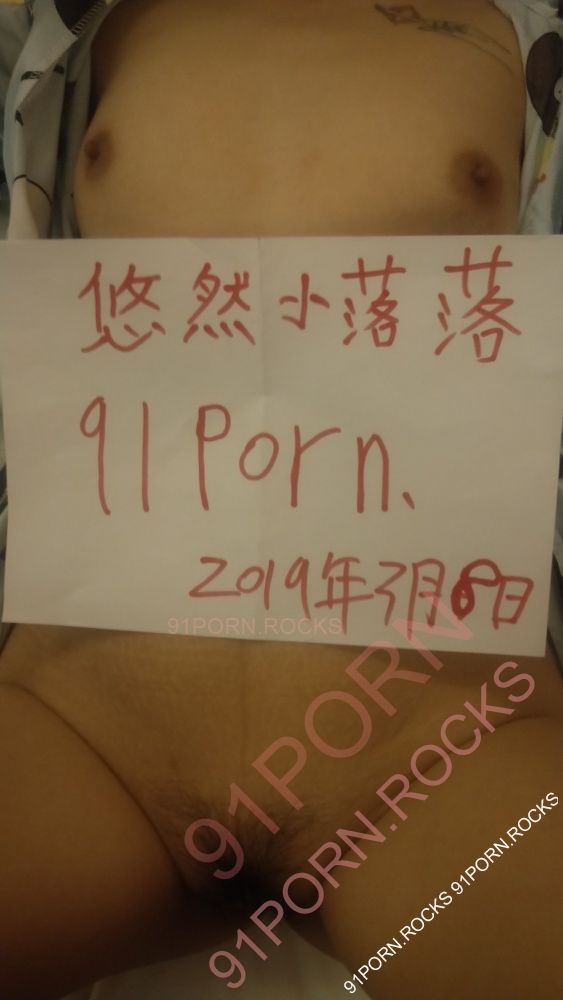 悠然小落落
91Porn、
2019年3月8日
91PORN.ROCKS
91PORN
91PORN.ROCKS
91PORN.ROCKS 91PORN.ROCKS